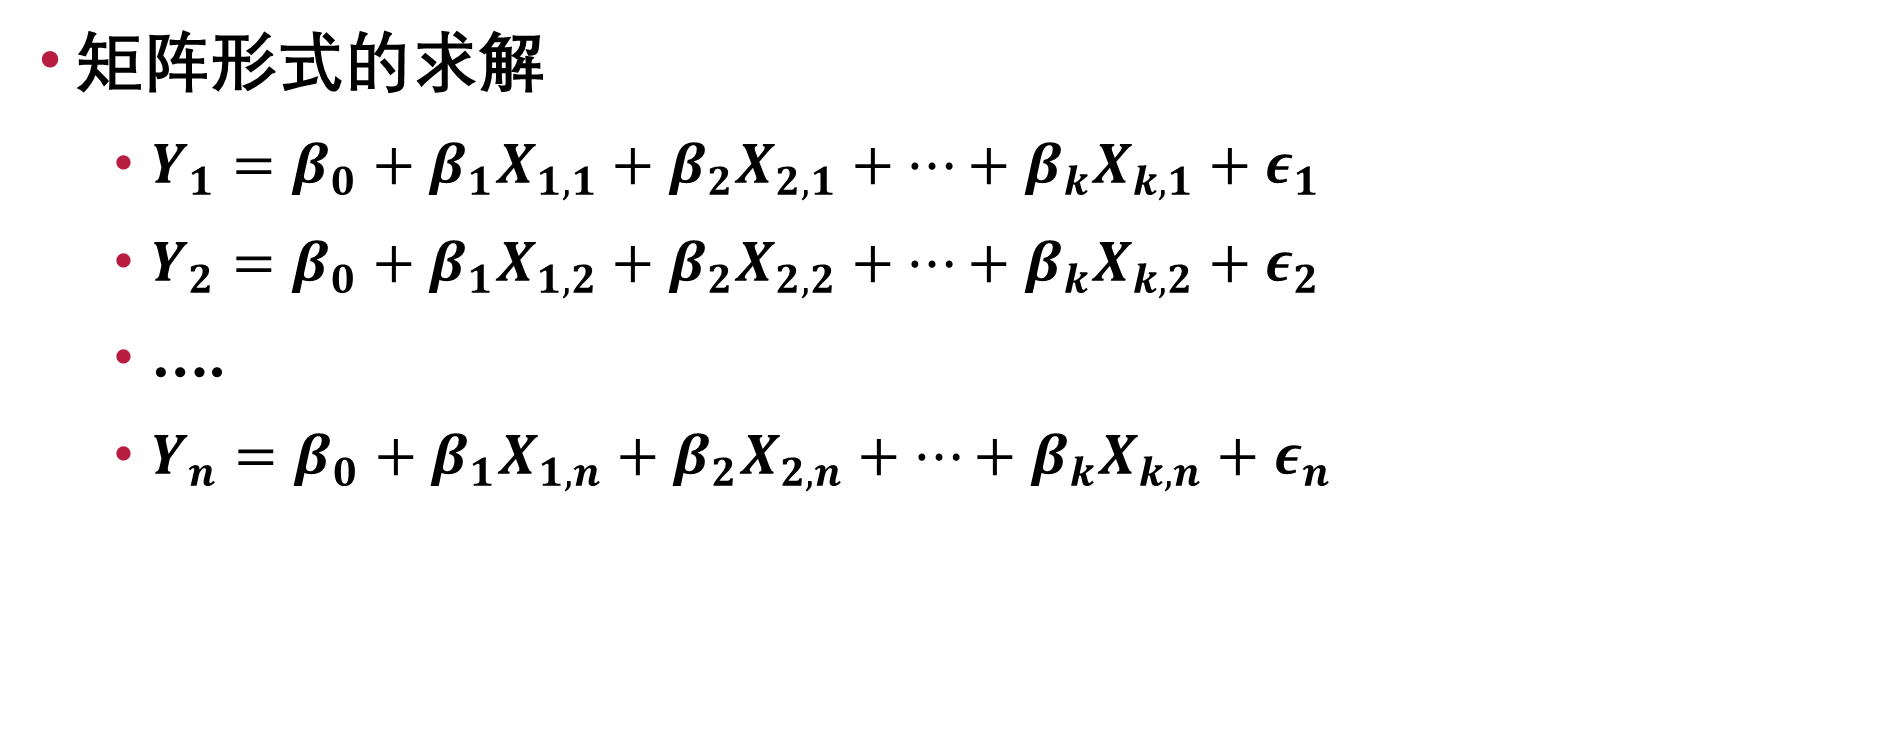 • 矩阵形式的求解
• Y₁ = β₀ + β₁X₁,₁ + β₂X₂,₁ + ⋯ + βₖXₖ,₁ + ϵ₁
• Y₂ = β₀ + β₁X₁,₂ + β₂X₂,₂ + ⋯ + βₖXₖ,₂ + ϵ₂
• ....
• Yₙ = β₀ + β₁X₁,ₙ + β₂X₂,ₙ + ⋯ + βₖXₖ,ₙ + ϵₙ